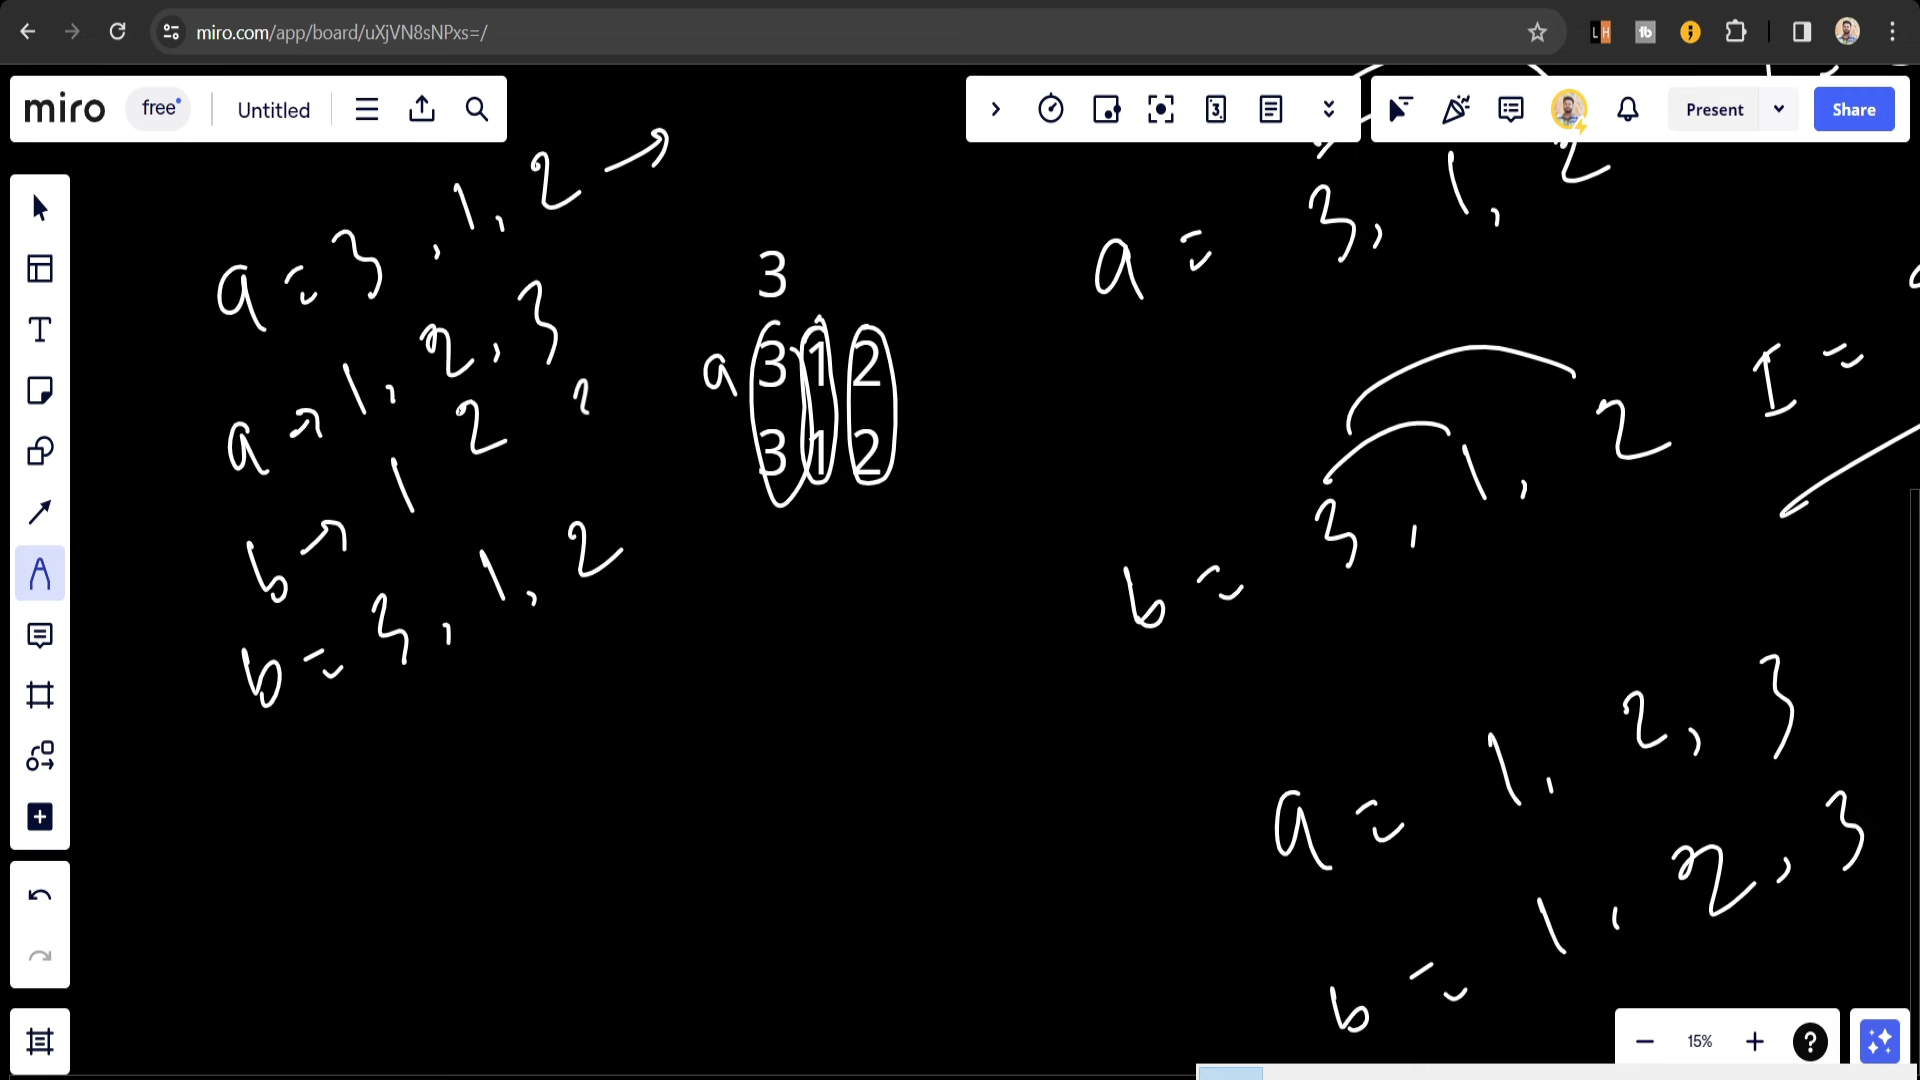 miro.com/app/board/uXjVN8sNPxs=/
miro free Untitled
3
Present Share
a = 3, 1, 2 →
a → 1, 2, 3
b → 1 2 2
b = 3, 1, 2
3
a 3 1 2
3 1 2
a = 3, 1, 2
I =
b = 3, 1, 2
a = 1, 2, 3
b = 1, 2, 3
15%